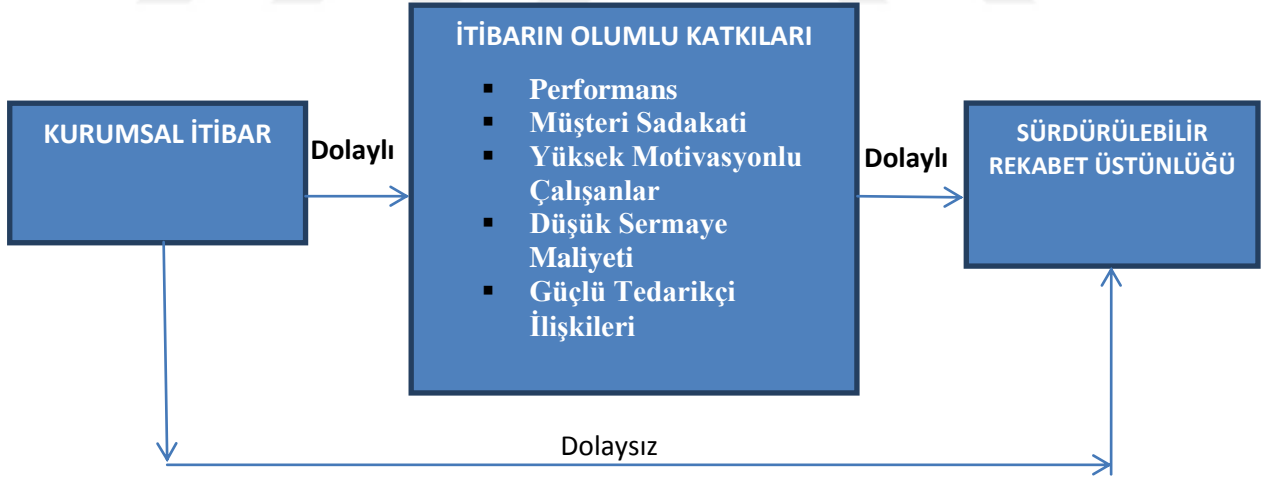 KURUMSAL İTİBAR
Dolaylı
İTİBARIN OLUMLU KATKILARI
▪ Performans
▪ Müşteri Sadakati
▪ Yüksek Motivasyonlu
Çalışanlar
▪ Düşük Sermaye
Maliyeti
▪ Güçlü Tedarikçi
İlişkileri
Dolaylı
SÜRDÜRÜLEBİLİR
REKABET ÜSTÜNLÜĞÜ
Dolaysız